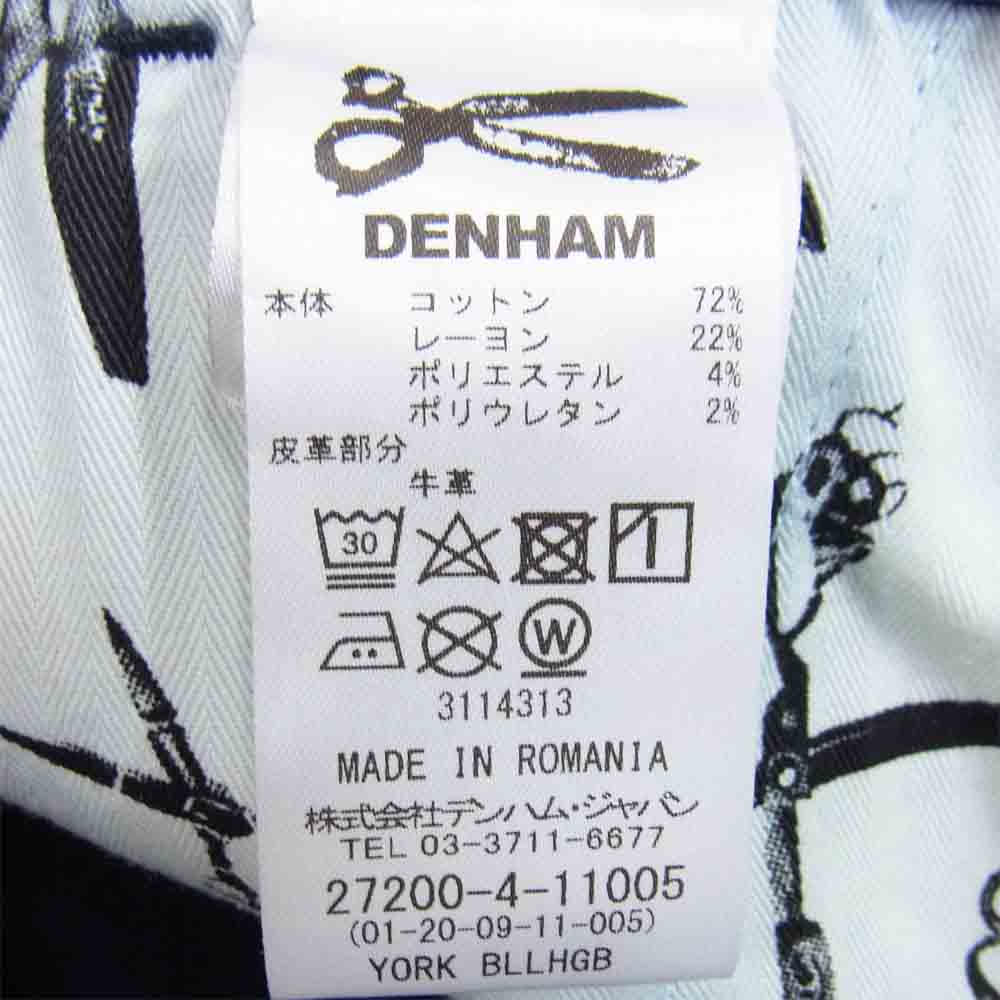 DENHAM
本体 コットン 72%
レーヨン 22%
ポリエステル 4%
ポリウレタン 2%
皮革部分
牛革
30
W
3114313
MADE IN ROMANIA
株式会社デンハム・ジャパン
TEL 03-3711-6677
27200-4-11005
(01-20-09-11-005)
YORK BLLHGB